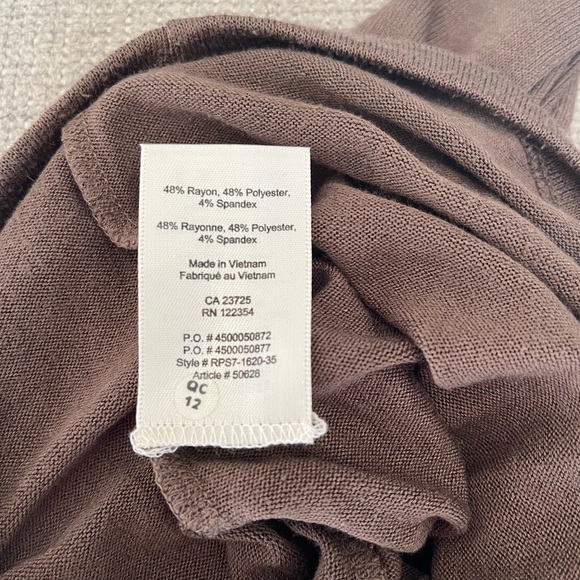 48% Rayon, 48% Polyester,
4% Spandex
48% Rayonne, 48% Polyester,
4% Spandex
Made in Vietnam
Fabriqué au Vietnam
CA 23725
RN 122354
P.O. # 4500050872
P.O. # 4500050877
Style # RPS7-1620-35
Article # 50628
QC
12